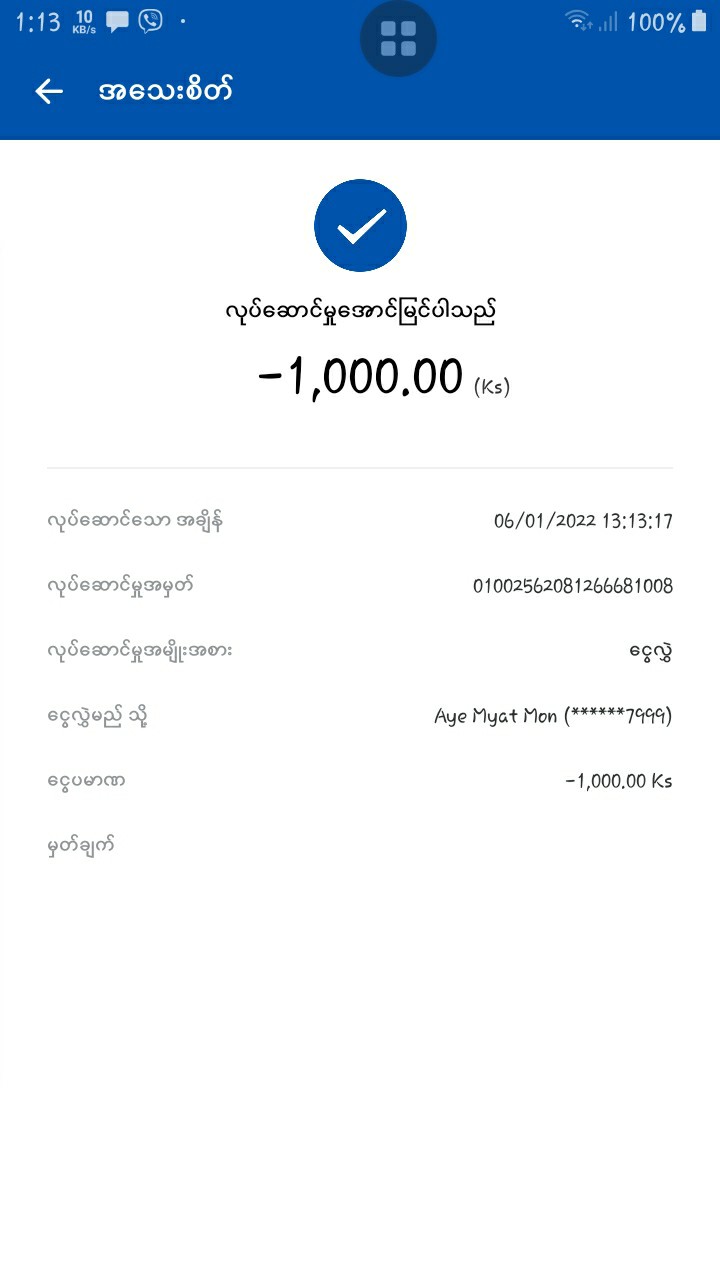 1:13 10 KB/s 100%
အသေးစိတ်
လုပ်ဆောင်မှုအောင်မြင်ပါသည်
-1,000.00 (Ks)
လုပ်ဆောင်သော အချိန် 06/01/2022 13:13:17
လုပ်ဆောင်မှုအမှတ် 01002562081266681008
လုပ်ဆောင်မှုအမျိုးအစား ငွေလွှဲ
ငွေလွှဲမည် သို့ Aye Myat Mon (******7999)
ငွေပမာဏ -1,000.00 Ks
မှတ်ချက်